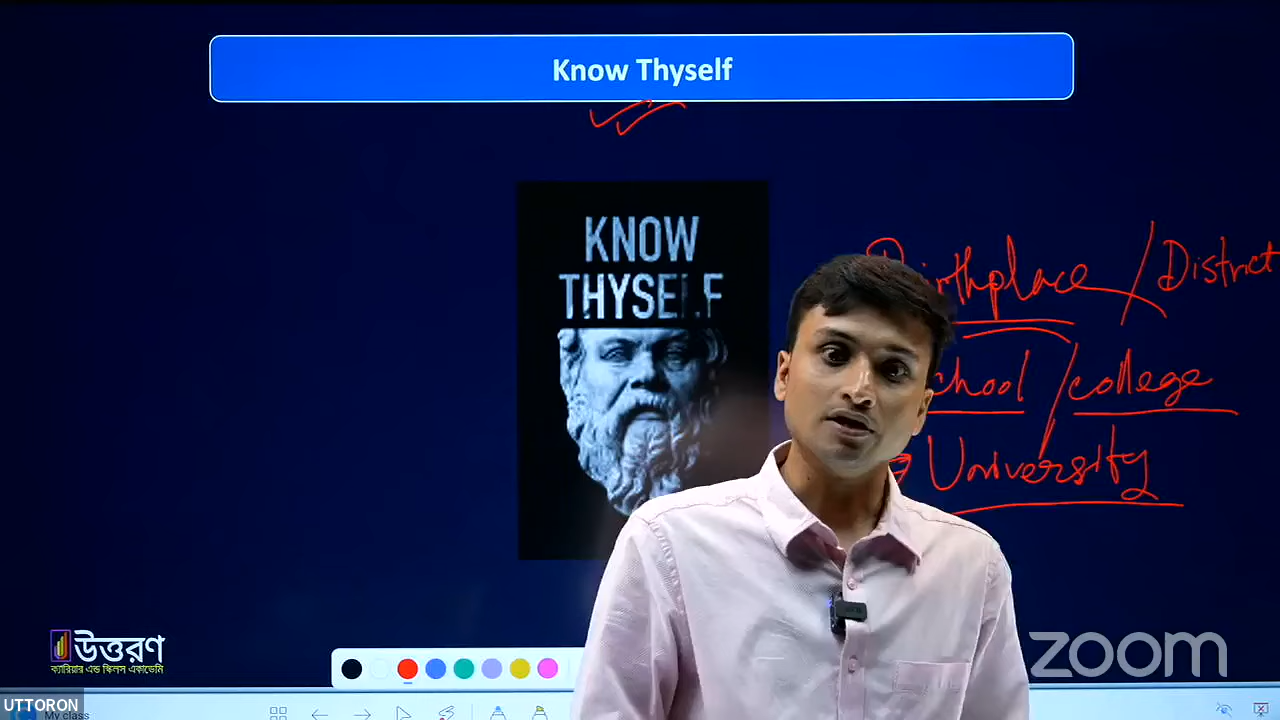 Know Thyself
KNOW
THYSELF
Birthplace / District
School / college
University
উত্তরণ
ক্যারিয়ার এন্ড স্কিলস একাডেমি
zoom
UTTORON
My class